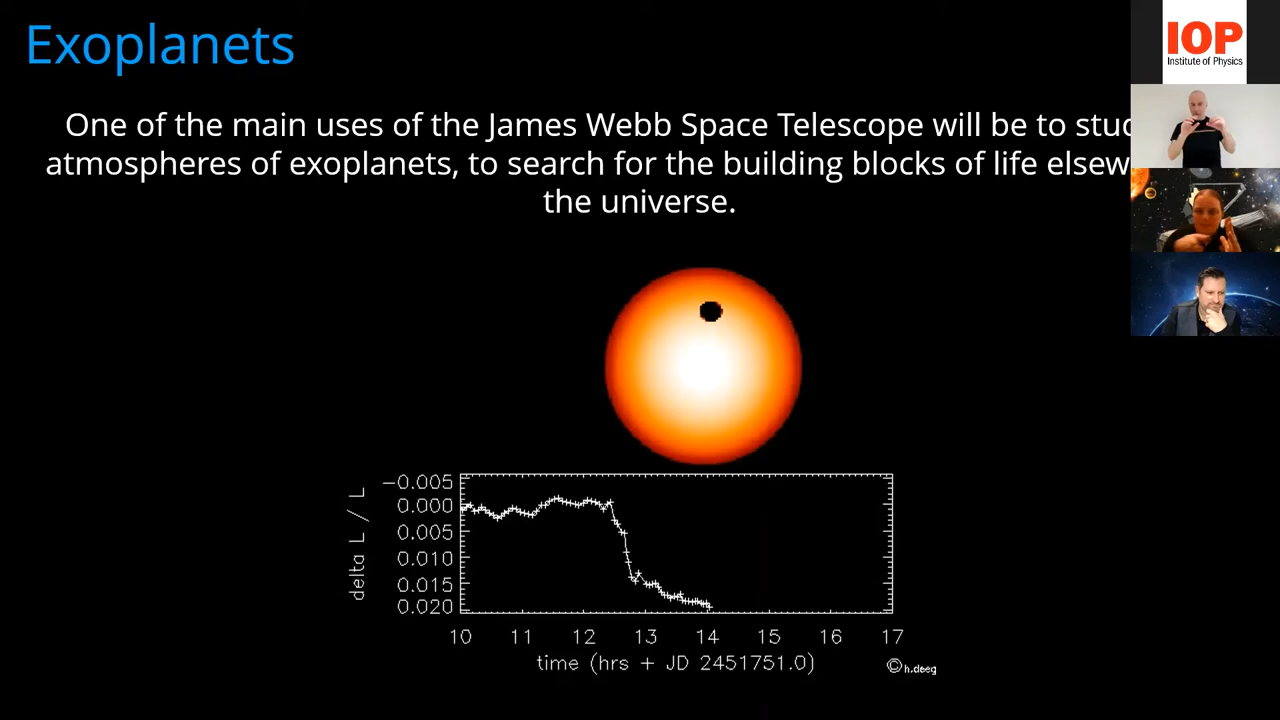 Exoplanets
IOP
Institute of Physics
One of the main uses of the James Webb Space Telescope will be to
atmospheres of exoplanets, to search for the building blocks of life
the universe.
-0.005
0.000
0.005
0.010
0.015
0.020
delta L / L
10 11 12 13 14 15 16 17
time (hrs + JD 2451751.0)
©h.deeg